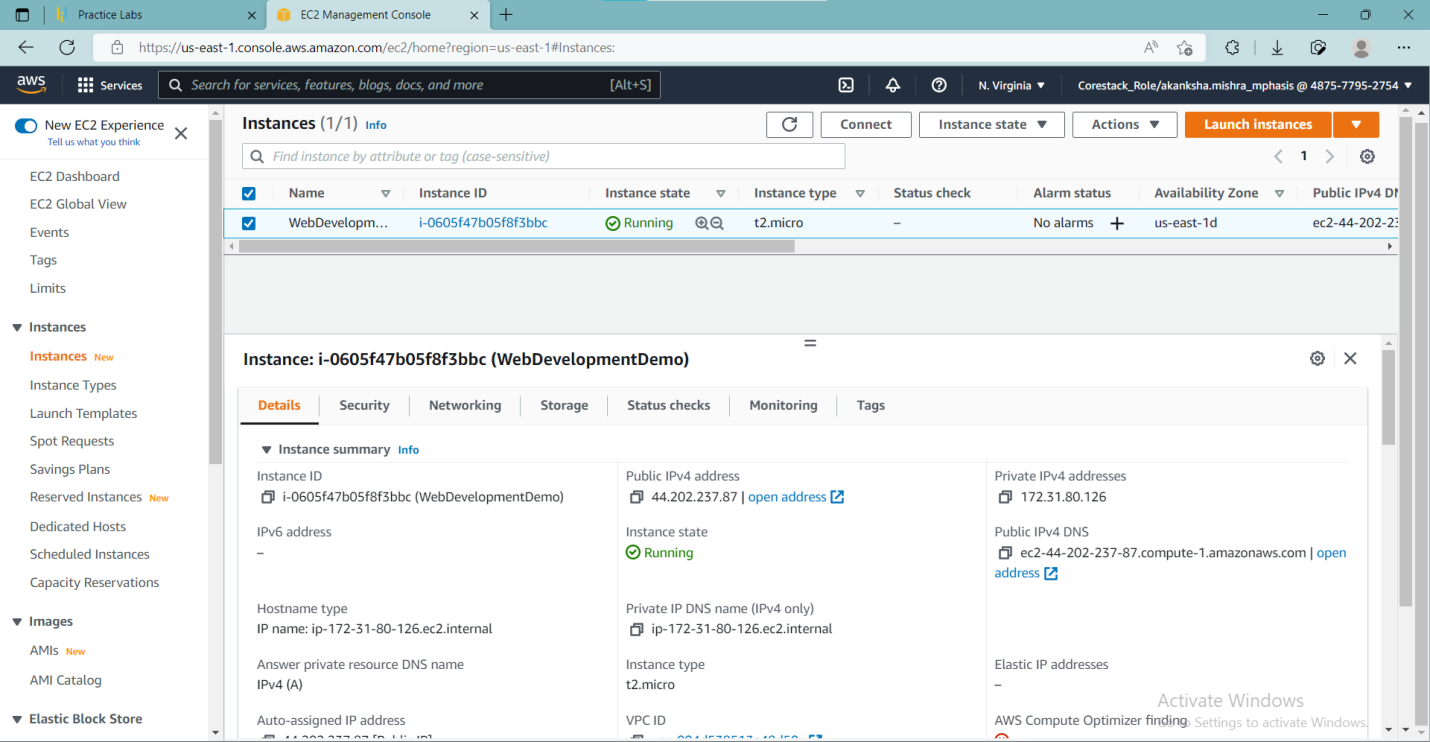 Practice Labs
EC2 Management Console
https://us-east-1.console.aws.amazon.com/ec2/home?region=us-east-1#Instances:
aws
Services
Search for services, features, blogs, docs, and more
[Alt+S]
N. Virginia
Corestack_Role/akanksha.mishra_mphasis @ 4875-7795-2754
New EC2 Experience
Tell us what you think
EC2 Dashboard
EC2 Global View
Events
Tags
Limits
Instances
Instances New
Instance Types
Launch Templates
Spot Requests
Savings Plans
Reserved Instances New
Dedicated Hosts
Scheduled Instances
Capacity Reservations
Images
AMIs New
AMI Catalog
Elastic Block Store
Instances (1/1) Info
Connect
Instance state
Actions
Launch instances
Find instance by attribute or tag (case-sensitive)
1
Name Instance ID Instance state Instance type Status check Alarm status Availability Zone Public IPv4 DN
WebDevelopm... i-0605f47b05f8f3bbc Running t2.micro – No alarms us-east-1d ec2-44-202-23
Instance: i-0605f47b05f8f3bbc (WebDevelopmentDemo)
Details Security Networking Storage Status checks Monitoring Tags
Instance summary Info
Instance ID
i-0605f47b05f8f3bbc (WebDevelopmentDemo)
Public IPv4 address
44.202.237.87 | open address
Private IPv4 addresses
172.31.80.126
IPv6 address
–
Instance state
Running
Public IPv4 DNS
ec2-44-202-237-87.compute-1.amazonaws.com | open
address
Hostname type
IP name: ip-172-31-80-126.ec2.internal
Private IP DNS name (IPv4 only)
ip-172-31-80-126.ec2.internal
Answer private resource DNS name
IPv4 (A)
Instance type
t2.micro
Elastic IP addresses
–
Auto-assigned IP address
44.202.237.87 [Public IP]
VPC ID
AWS Compute Optimizer finding
Activate Windows
Settings to activate Windows.